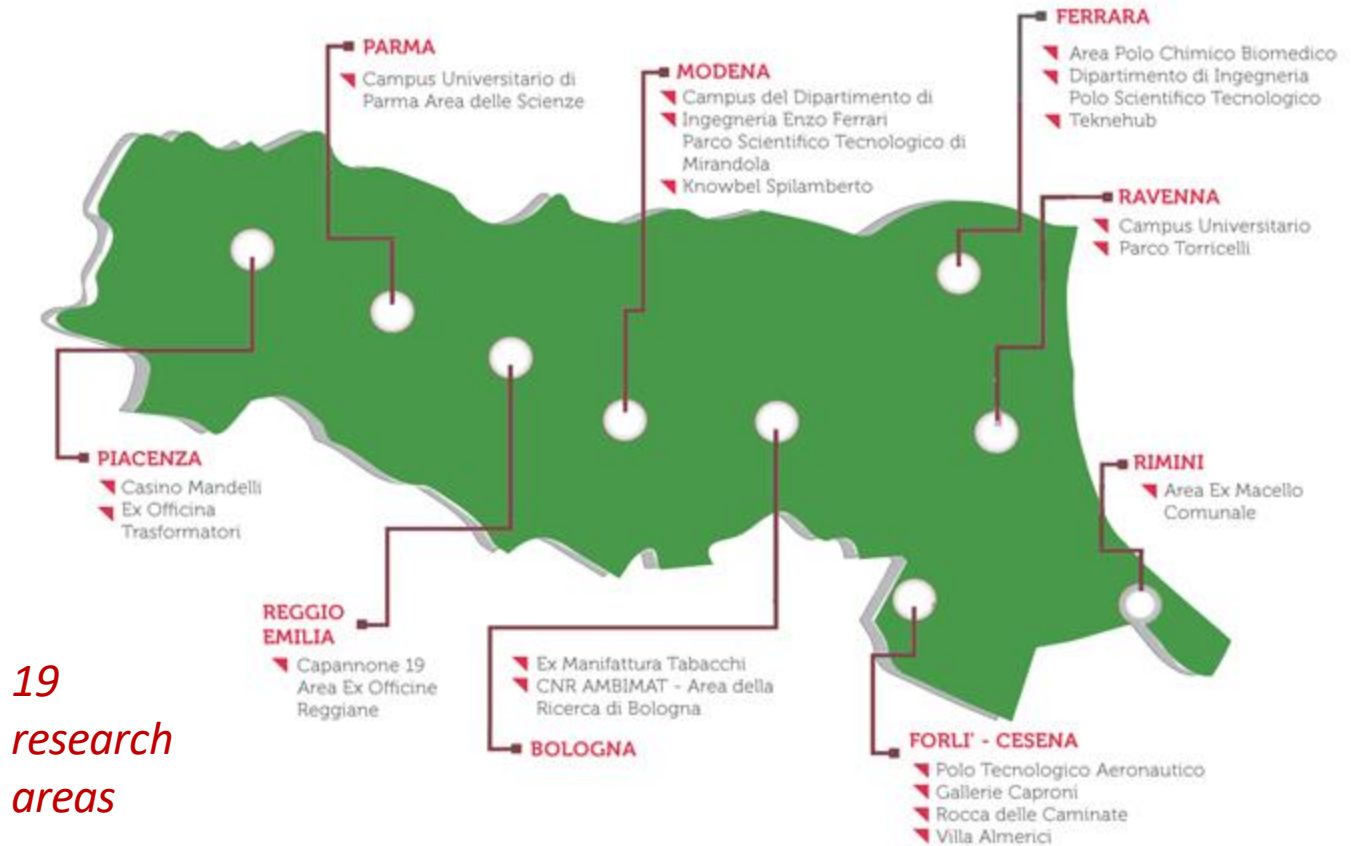 PARMA
Campus Universitario di
Parma Area delle Scienze
MODENA
Campus del Dipartimento di
Ingegneria Enzo Ferrari
Parco Scientifico Tecnologico di
Mirandola
Knowbel Spilamberto
FERRARA
Area Polo Chimico Biomedico
Dipartimento di Ingegneria
Polo Scientifico Tecnologico
Teknehub
RAVENNA
Campus Universitario
Parco Torricelli
PIACENZA
Casino Mandelli
Ex Officina
Trasformatori
RIMINI
Area Ex Macello
Comunale
REGGIO
EMILIA
Capannone 19
Area Ex Officine
Reggiane
Ex Manifattura Tabacchi
CNR AMBIMAT - Area della
Ricerca di Bologna
BOLOGNA
FORLI' - CESENA
Polo Tecnologico Aeronautico
Gallerie Caproni
Rocca delle Caminate
Villa Almerici
19
research
areas